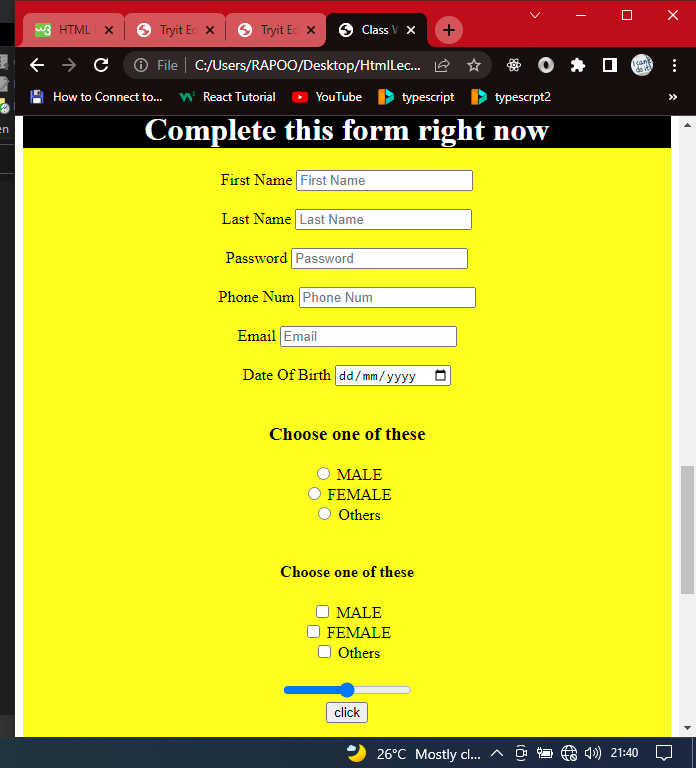 HTML
Tryit Ec
Tryit Ec
Class W
File
C:/Users/RAPOO/Desktop/HtmlLec...
How to Connect to...
React Tutorial
YouTube
typescript
typescrpt2
»
en
Complete this form right now
First Name First Name
Last Name Last Name
Password Password
Phone Num Phone Num
Email Email
Date Of Birth dd/mm/yyyy
Choose one of these
MALE
FEMALE
Others
Choose one of these
MALE
FEMALE
Others
click
26°C Mostly cl... 21:40